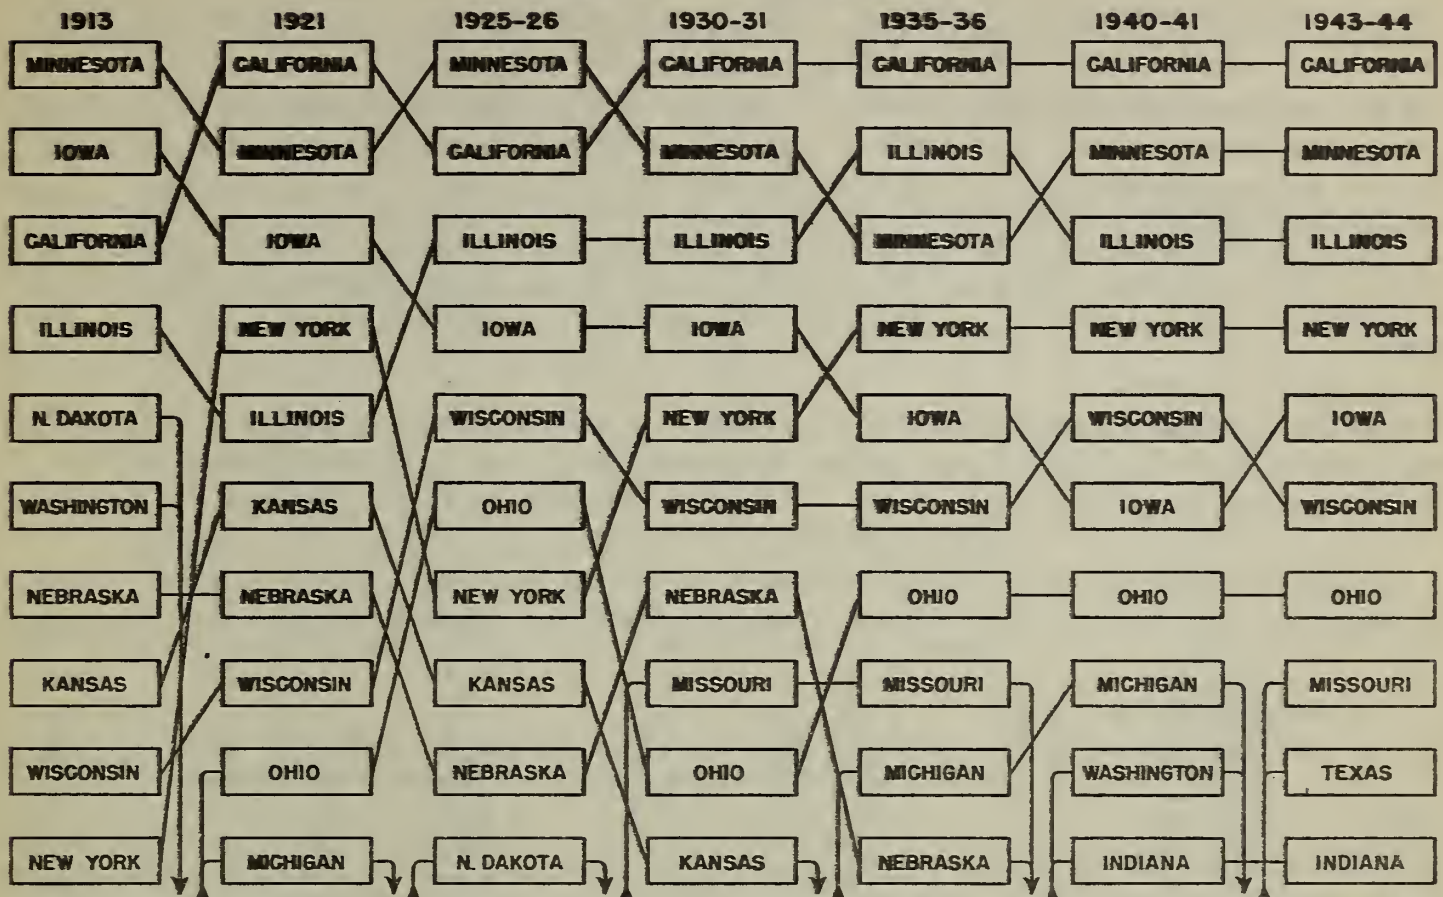 1913 1921 1925-26 1930-31 1935-36 1940-41 1943-44
MINNESOTA CALIFORNIA MINNESOTA CALIFORNIA CALIFORNIA CALIFORNIA CALIFORNIA
IOWA MINNESOTA CALIFORNIA MINNESOTA ILLINOIS MINNESOTA MINNESOTA
CALIFORNIA IOWA ILLINOIS ILLINOIS MINNESOTA ILLINOIS ILLINOIS
ILLINOIS NEW YORK IOWA IOWA NEW YORK NEW YORK NEW YORK
N. DAKOTA ILLINOIS WISCONSIN NEW YORK IOWA WISCONSIN IOWA
WASHINGTON KANSAS OHIO WISCONSIN WISCONSIN IOWA WISCONSIN
NEBRASKA NEBRASKA NEW YORK NEBRASKA OHIO OHIO OHIO
KANSAS WISCONSIN KANSAS MISSOURI MISSOURI MICHIGAN MISSOURI
WISCONSIN OHIO NEBRASKA OHIO MICHIGAN WASHINGTON TEXAS
NEW YORK MICHIGAN N. DAKOTA KANSAS NEBRASKA INDIANA INDIANA